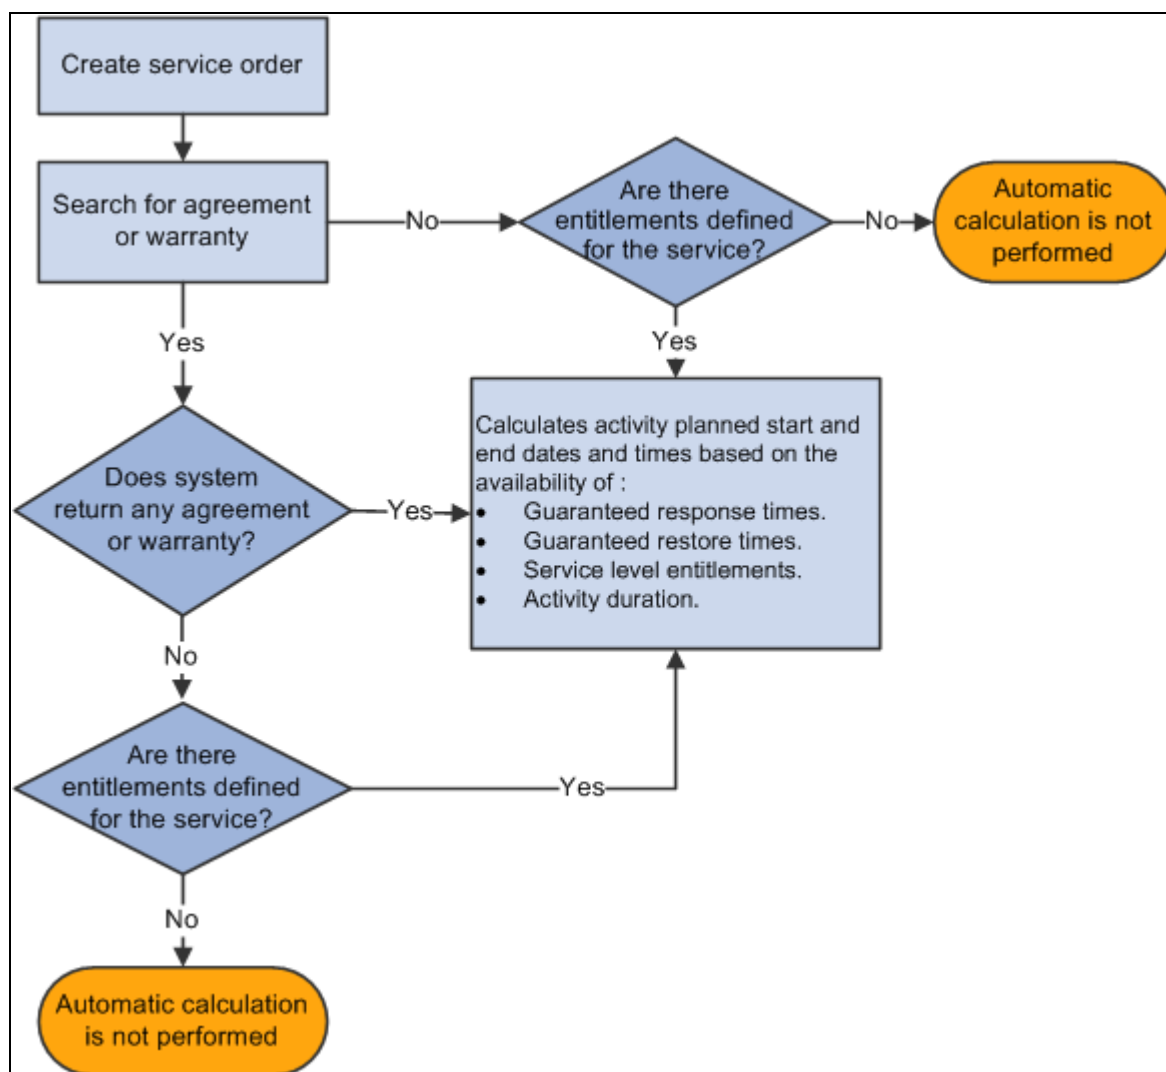 Create service order
Search for agreement
or warranty
No
Are there
entitlements defined
for the service?
No
Automatic
calculation is not
performed
Yes
Yes
Does system
return any agreement
or warranty?
Yes
Calculates activity planned start and
end dates and times based on the
availability of :
• Guaranteed response times.
• Guaranteed restore times.
• Service level entitlements.
• Activity duration.
No
Are there
entitlements defined
for the service?
Yes
No
Automatic calculation
is not performed